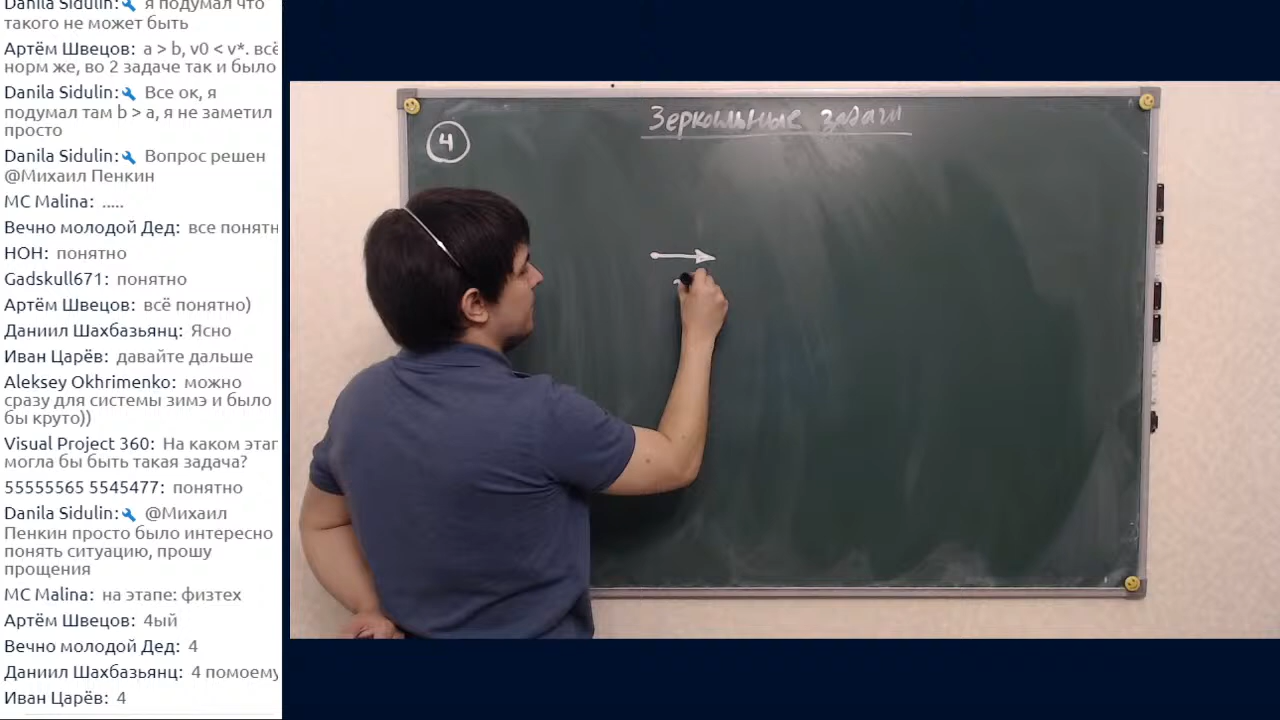 Danila Sidulin: я подумал что
такого не может быть
Артём Швецов: a > b, v0 < v*. всё
норм же, во 2 задаче так и было
Danila Sidulin: Все ок, я
подумал там b > a, я не заметил
просто
Danila Sidulin: Вопрос решен
@Михаил Пенкин
MC Malina: .....
Вечно молодой Дед: все понятн
НОН: понятно
Gadskull671: понятно
Артём Швецов: всё понятно)
Даниил Шахбазьянц: Ясно
Иван Царёв: давайте дальше
Aleksey Okhrimenko: можно
сразу для системы зимэ и было
бы круто))
Visual Project 360: На каком этап
могла бы быть такая задача?
55555565 5545477: понятно
Danila Sidulin: @Михаил
Пенкин просто было интересно
понять ситуацию, прошу
прощения
MC Malina: на этапе: физтех
Артём Швецов: 4ый
Вечно молодой Дед: 4
Даниил Шахбазьянц: 4 помоему
Иван Царёв: 4
Зеркальные задачи
4